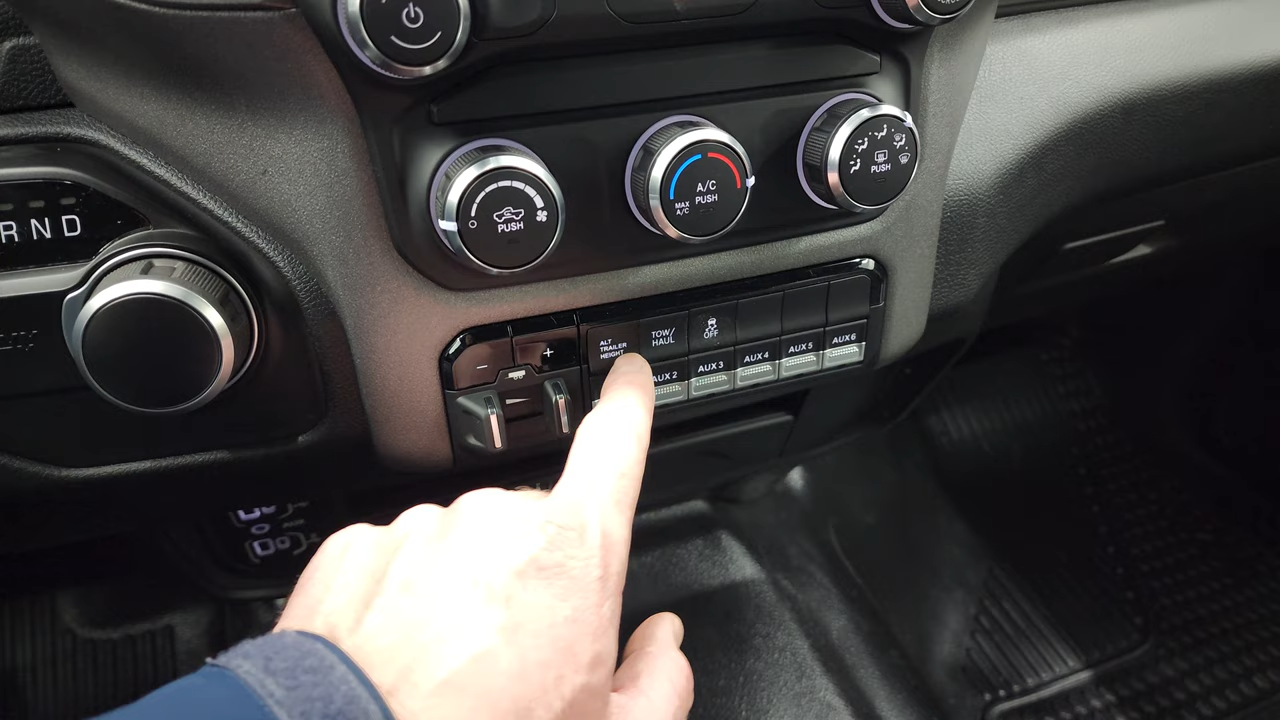 R N D
PUSH
A/C
PUSH
MAX
A/C
PUSH
−
+
ALT
TRAILER
HEIGHT
TOW/
HAUL
OFF
AUX 2
AUX 3
AUX 4
AUX 5
AUX 6